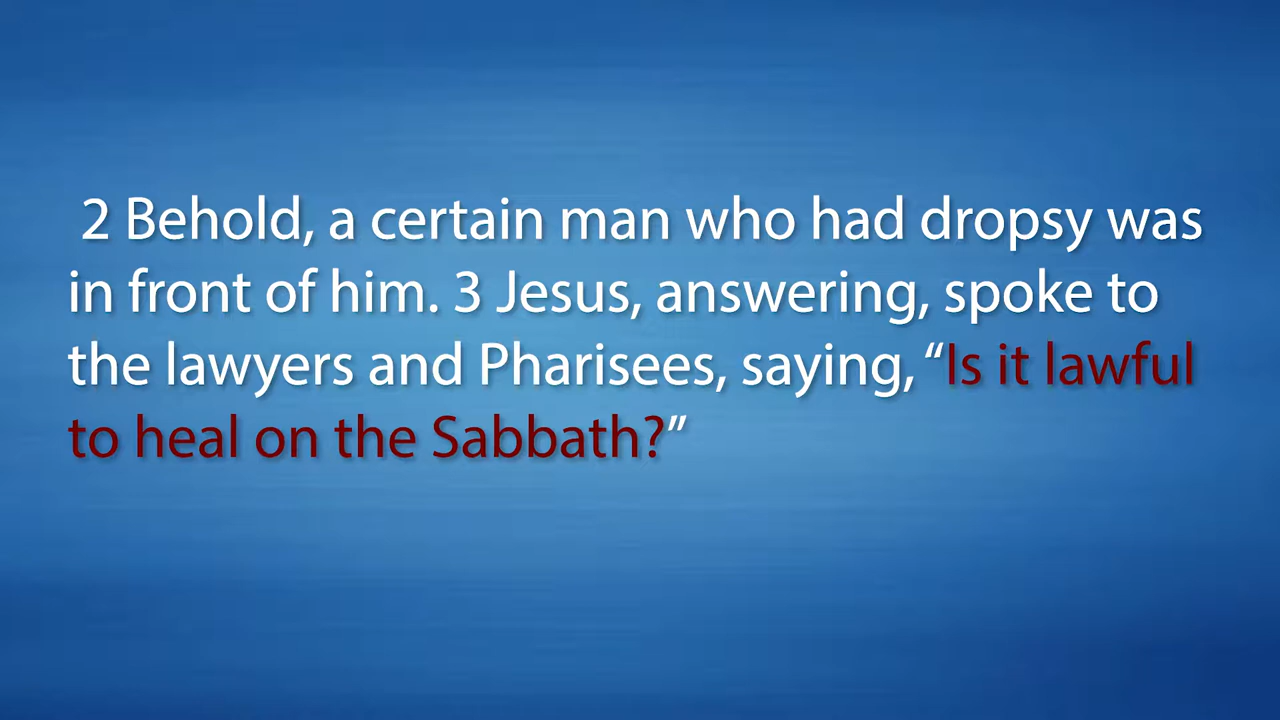 2 Behold, a certain man who had dropsy was
in front of him. 3 Jesus, answering, spoke to
the lawyers and Pharisees, saying, “Is it lawful
to heal on the Sabbath?”